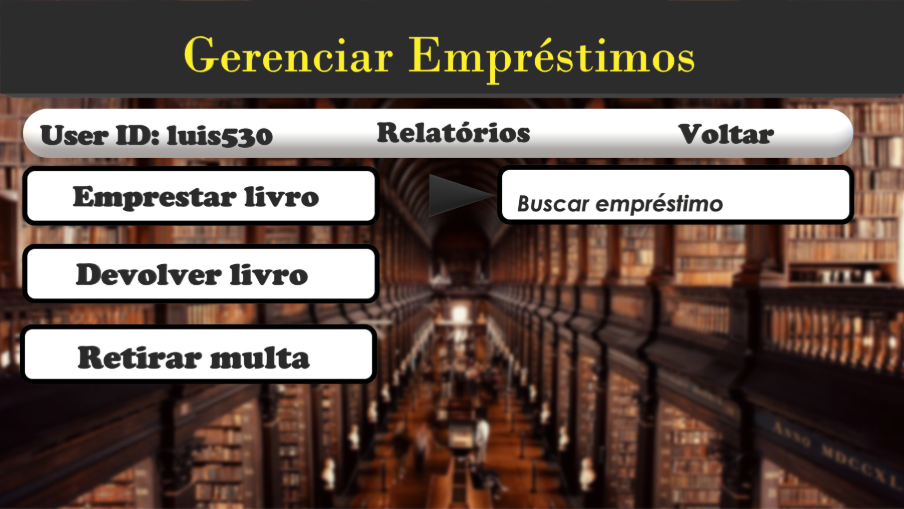 Gerenciar Empréstimos
User ID: luis530 Relatórios Voltar
Emprestar livro
Buscar empréstimo
Devolver livro
Retirar multa